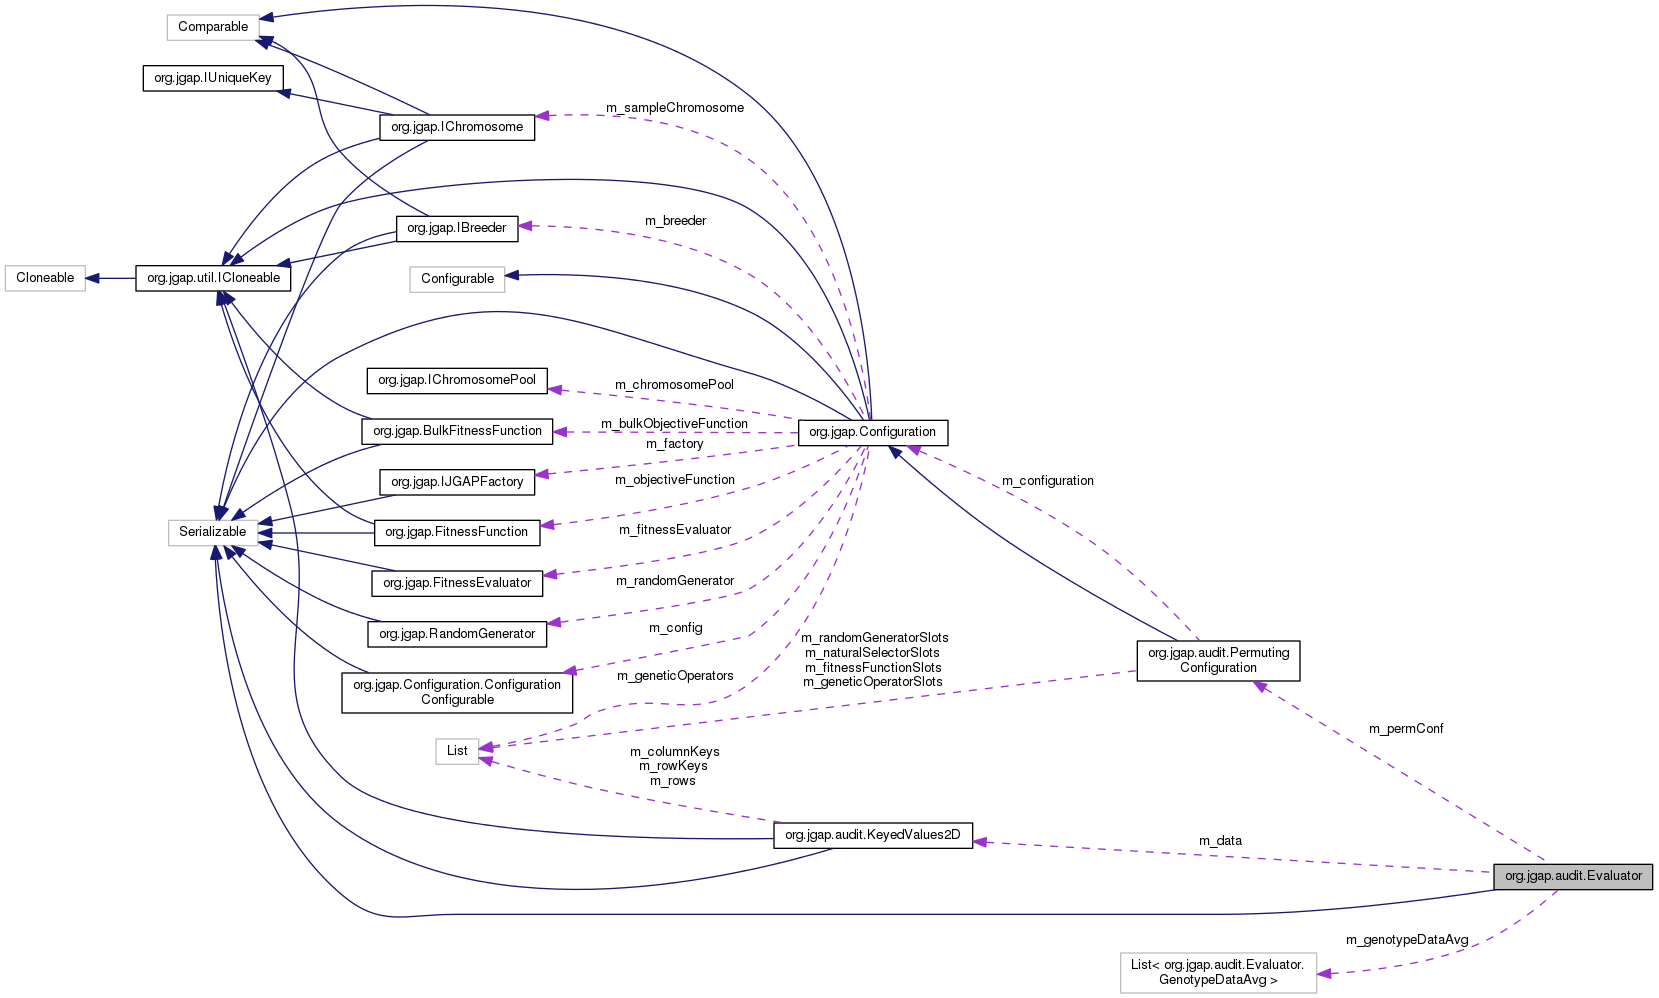 Comparable
org.jgap.IUniqueKey
m_sampleChromosome
org.jgap.IChromosome
m_breeder
org.jgap.IBreeder
Cloneable
org.jgap.util.ICloneable
Configurable
org.jgap.IChromosomePool
m_chromosomePool
org.jgap.BulkFitnessFunction
m_bulkObjectiveFunction
org.jgap.Configuration
m_factory
org.jgap.IJGAPFactory
m_objectiveFunction
m_configuration
Serializable
org.jgap.FitnessFunction
m_fitnessEvaluator
org.jgap.FitnessEvaluator
m_randomGenerator
org.jgap.RandomGenerator
m_config
m_randomGeneratorSlots
m_naturalSelectorSlots
m_fitnessFunctionSlots
m_geneticOperatorSlots
org.jgap.audit.Permuting
Configuration
org.jgap.Configuration.Configuration
Configurable
m_geneticOperators
List
m_columnKeys
m_rowKeys
m_rows
m_permConf
org.jgap.audit.KeyedValues2D
m_data
org.jgap.audit.Evaluator
m_genotypeDataAvg
List< org.jgap.audit.Evaluator.
GenotypeDataAvg >